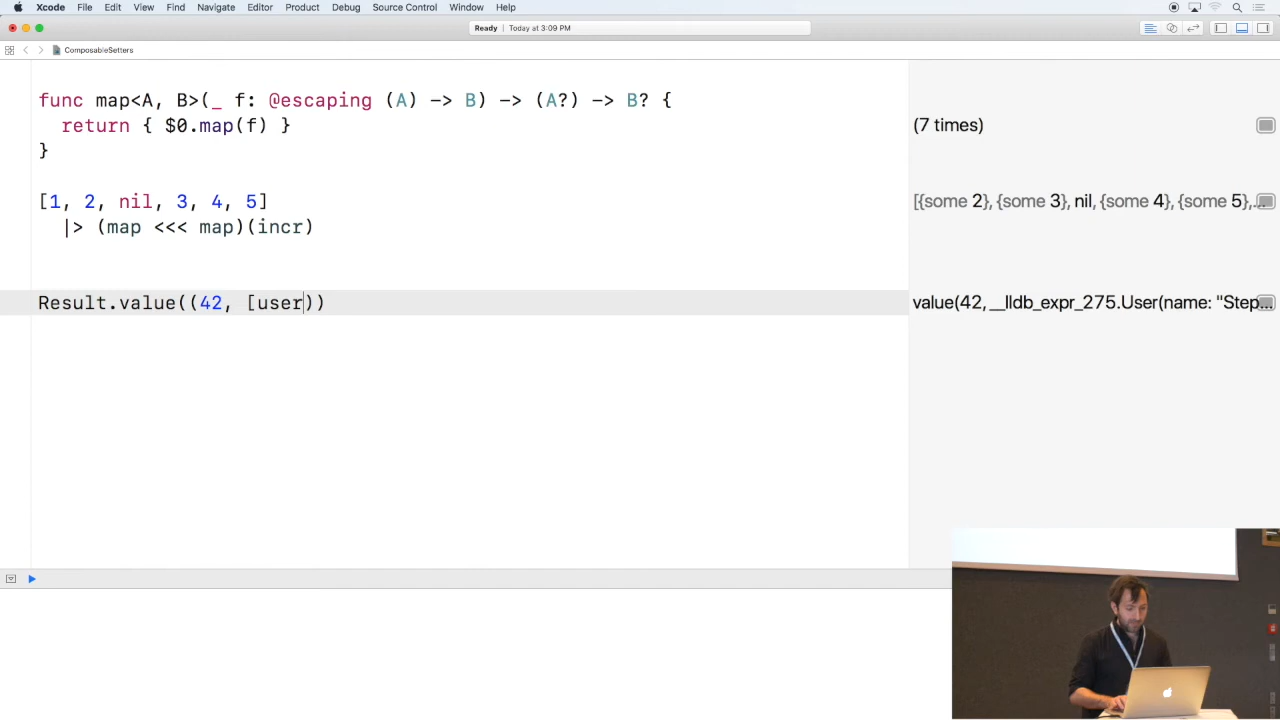 Xcode File Edit View Find Navigate Editor Product Debug Source Control Window Help
Ready | Today at 3:09 PM
ComposableSetters
func map<A, B>(_ f: @escaping (A) -> B) -> (A?) -> B? {
return { $0.map(f) }
(7 times)
}
[1, 2, nil, 3, 4, 5]
[{some 2}, {some 3}, nil, {some 4}, {some 5},...
|> (map <<< map)(incr)
Result.value((42, [user))
value(42, __lldb_expr_275.User(name: "Step...